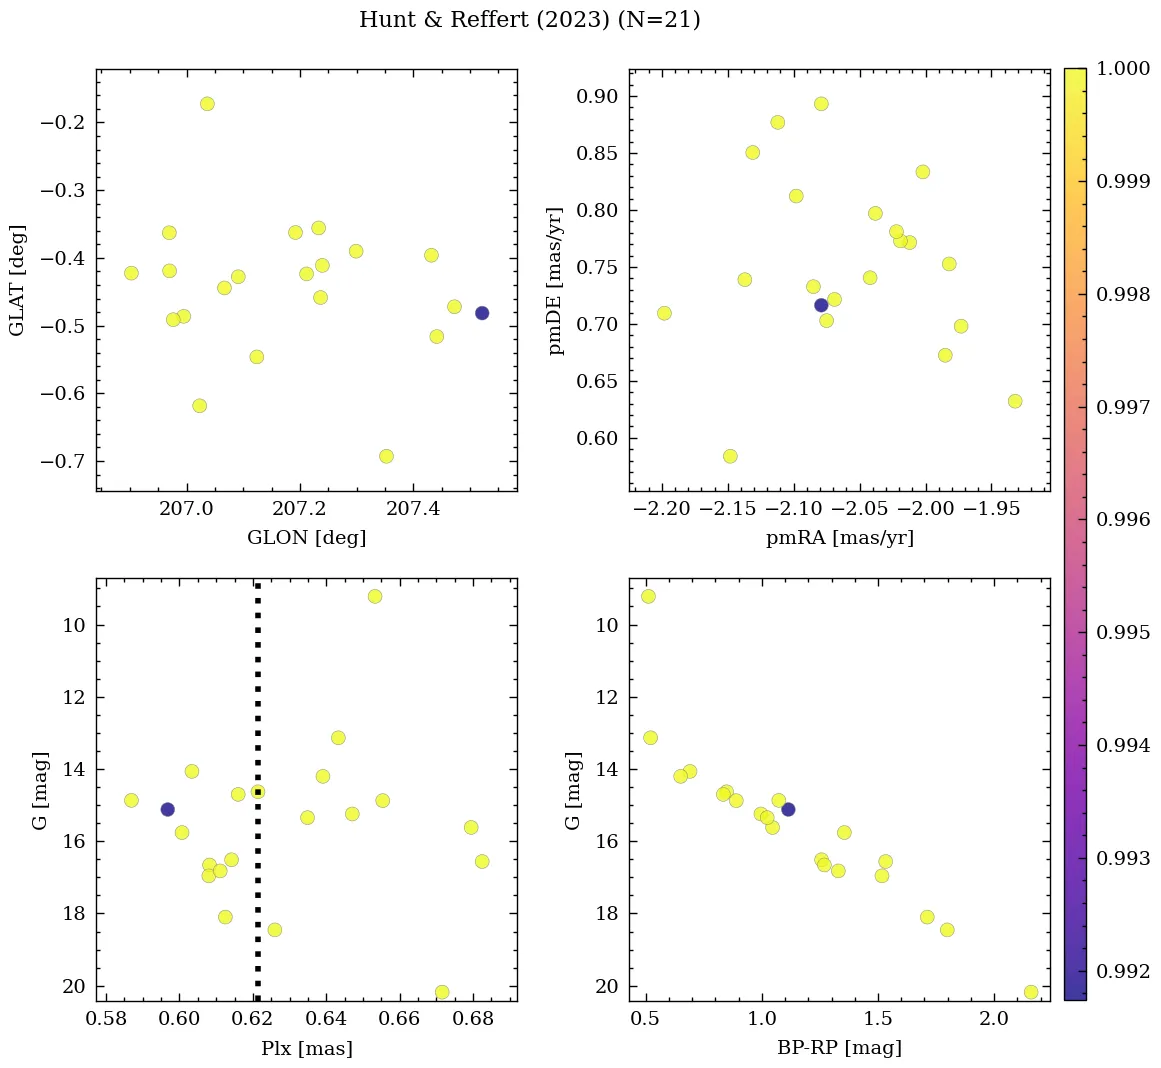 Hunt & Reffert (2023) (N=21)
−0.2
−0.3
−0.4
−0.5
−0.6
−0.7
GLAT [deg]
207.0 207.2 207.4
GLON [deg]
0.90
0.85
0.80
0.75
0.70
0.65
0.60
pmDE [mas/yr]
−2.20 −2.15 −2.10 −2.05 −2.00 −1.95
pmRA [mas/yr]
10
12
14
16
18
20
G [mag]
0.58 0.60 0.62 0.64 0.66 0.68
Plx [mas]
10
12
14
16
18
20
G [mag]
0.5 1.0 1.5 2.0
BP-RP [mag]
1.000
0.999
0.998
0.997
0.996
0.995
0.994
0.993
0.992